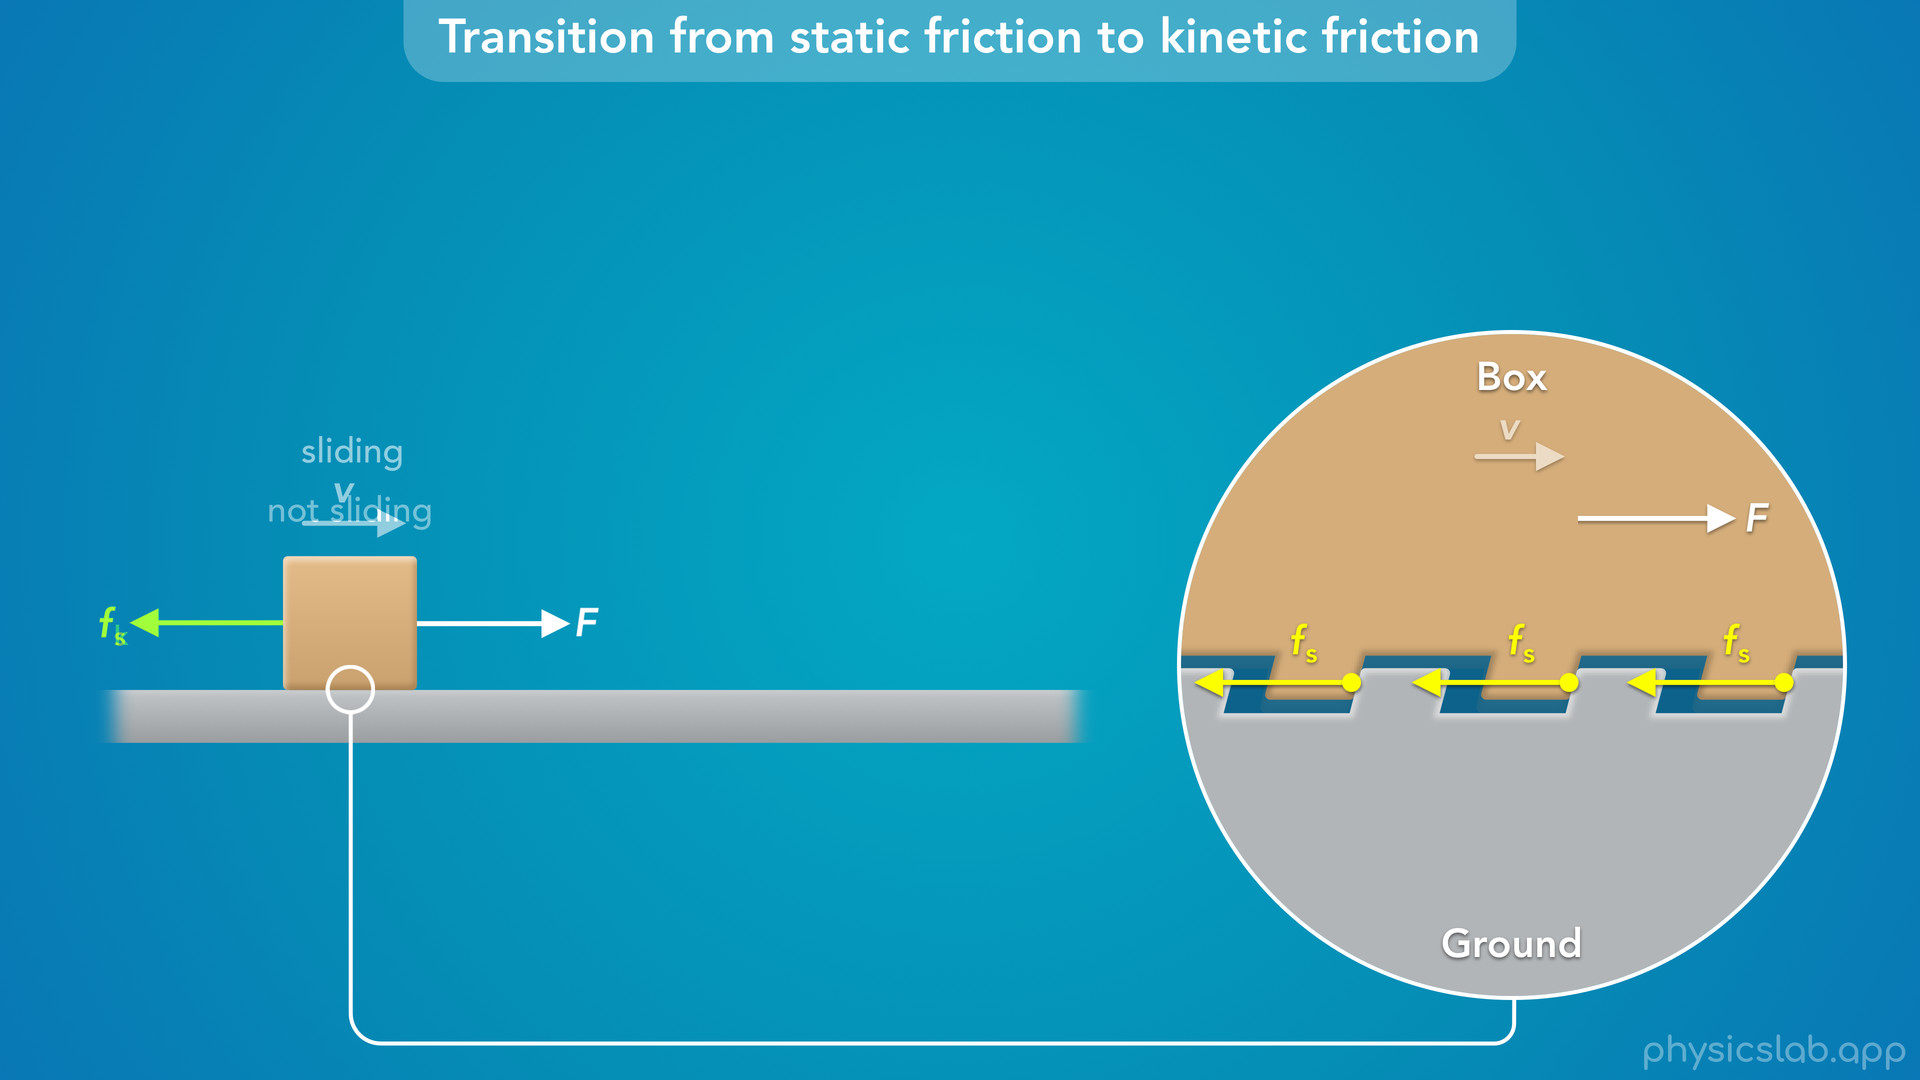 Transition from static friction to kinetic friction
sliding
v
not sliding
f
F
Box
v
F
fs
fs
fs
Ground
physicslab.app